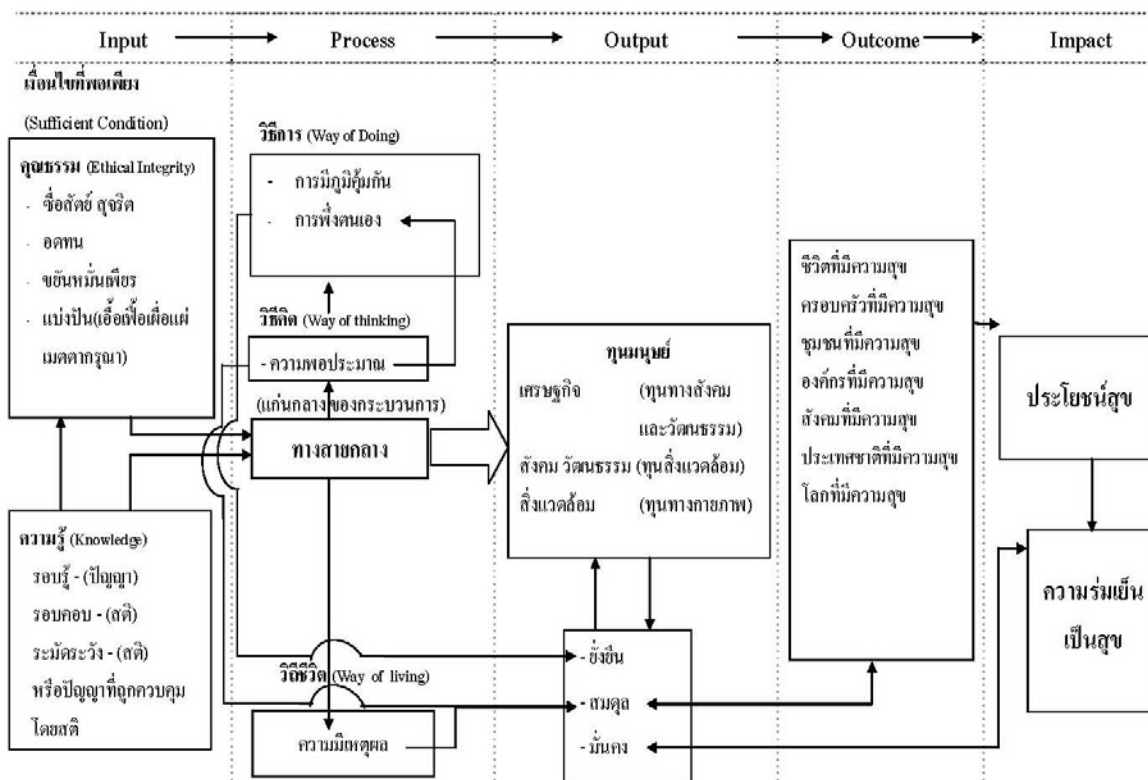 Input Process Output Outcome Impact
เงื่อนไขที่พอเพียง
(Sufficient Condition)
คุณธรรม (Ethical Integrity)
- ซื่อสัตย์ สุจริต
- อดทน
- ขยันหมั่นเพียร
- แบ่งปัน(เอื้อเฟื้อเผื่อแผ่
เมตตากรุณา)
ความรู้ (Knowledge)
รอบรู้ - (ปัญญา)
รอบคอบ - (สติ)
ระมัดระวัง - (สติ)
หรือปัญญาที่ถูกควบคุม
โดยสติ
วิธีการ (Way of Doing)
- การมีภูมิคุ้มกัน
- การพึ่งตนเอง
วิธีคิด (Way of thinking)
- ความพอประมาณ
(แก่นกลางของกระบวนการ)
ทางสายกลาง
วิถีชีวิต (Way of living)
ความมีเหตุผล
ทุนมนุษย์
เศรษฐกิจ (ทุนทางสังคม
และวัฒนธรรม)
สังคม วัฒนธรรม (ทุนสิ่งแวดล้อม)
สิ่งแวดล้อม (ทุนทางกายภาพ)
- ยั่งยืน
- สมดุล
- มั่นคง
ชีวิตที่มีความสุข
ครอบครัวที่มีความสุข
ชุมชนที่มีความสุข
องค์กรที่มีความสุข
สังคมที่มีความสุข
ประเทศชาติที่มีความสุข
โลกที่มีความสุข
ประโยชน์สุข
ความร่มเย็น
เป็นสุข